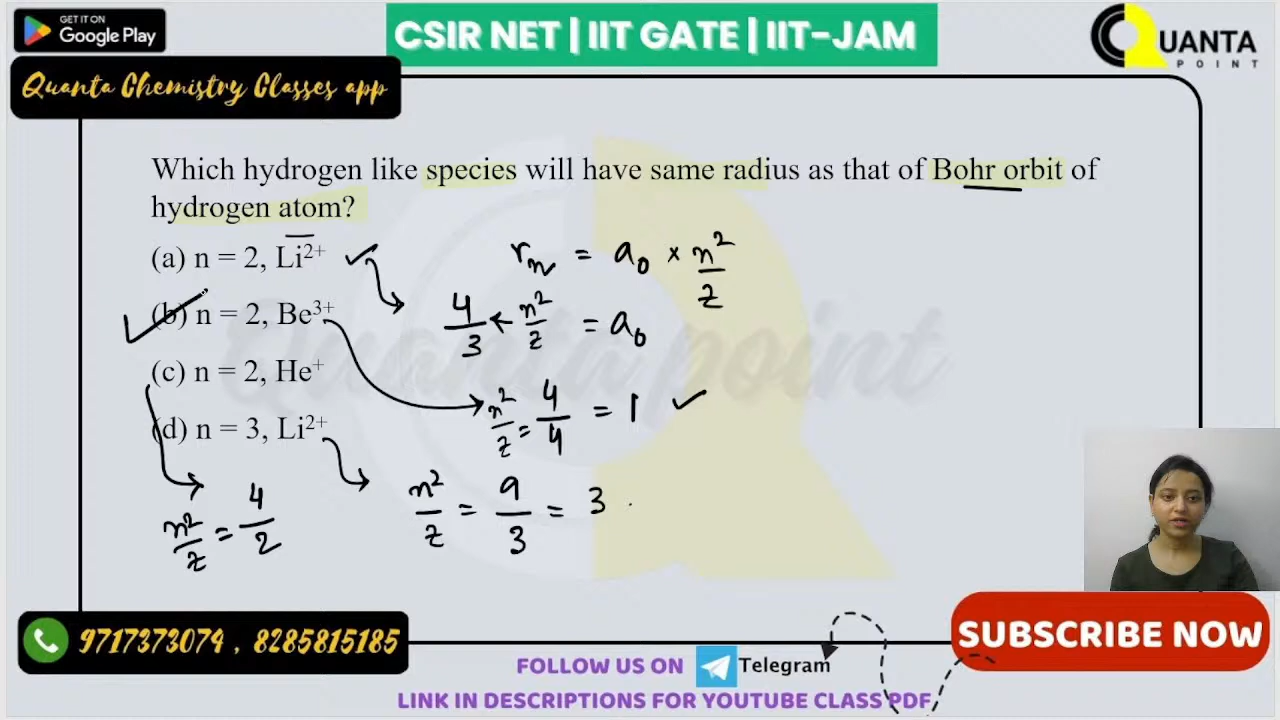 GET IT ON
Google Play
CSIR NET | IIT GATE | IIT-JAM
QUANTA
POINT
Quanta Chemistry Classes app
Which hydrogen like species will have same radius as that of Bohr orbit of
hydrogen atom?
(a) n = 2, Li²⁺ ✓
rₙ = a₀ × n²/z
(b) n = 2, Be³⁺
4/3 ← n²/z = a₀
(c) n = 2, He⁺
n²/z = 4/4 = 1 ✓
(d) n = 3, Li²⁺
n²/z = 4/2
n²/z = 9/3 = 3
Quanta point
9717373074 , 8285815185
SUBSCRIBE NOW
FOLLOW US ON Telegram
LINK IN DESCRIPTIONS FOR YOUTUBE CLASS PDF